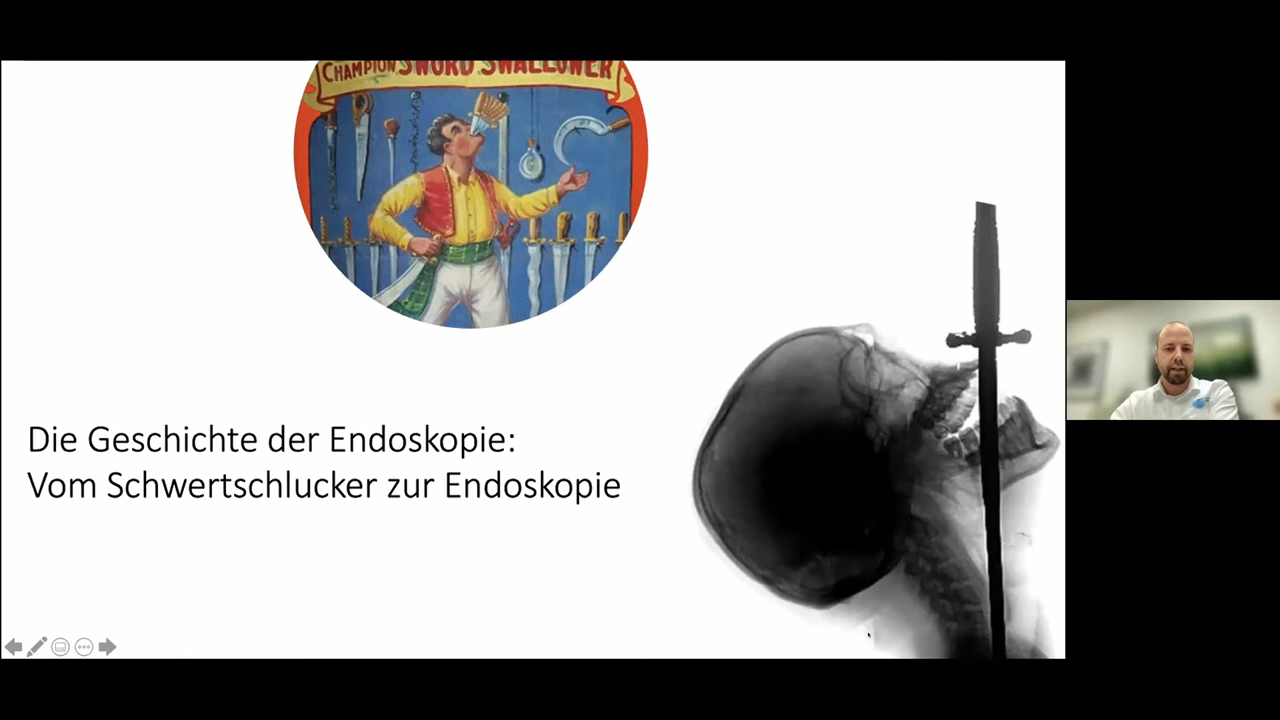 CHAMPION SWORD SWALLOWER
Die Geschichte der Endoskopie:
Vom Schwertschlucker zur Endoskopie